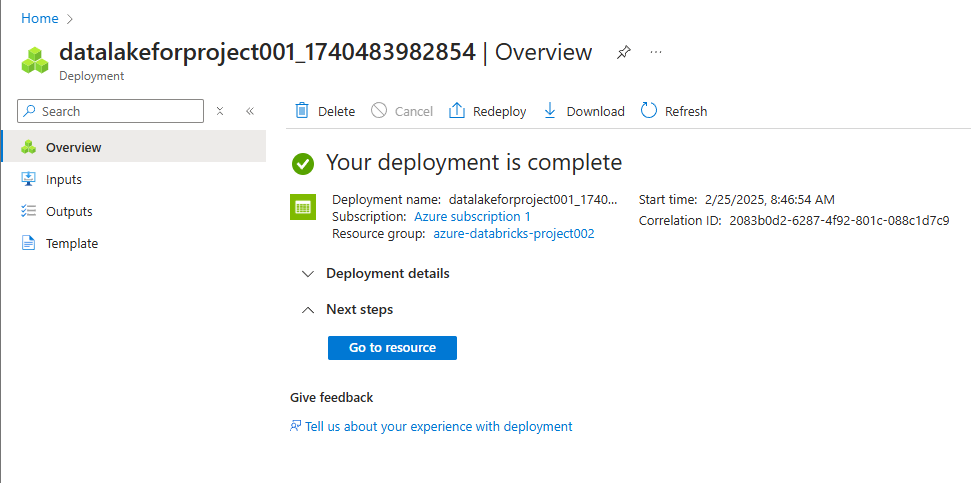 Home
datalakeforproject001_1740483982854 | Overview
Deployment
Search
Delete
Cancel
Redeploy
Download
Refresh
Overview
Inputs
Outputs
Template
Your deployment is complete
Deployment name: datalakeforproject001_1740...
Subscription: Azure subscription 1
Resource group: azure-databricks-project002
Start time: 2/25/2025, 8:46:54 AM
Correlation ID: 2083b0d2-6287-4f92-801c-088c1d7c9
Deployment details
Next steps
Go to resource
Give feedback
Tell us about your experience with deployment